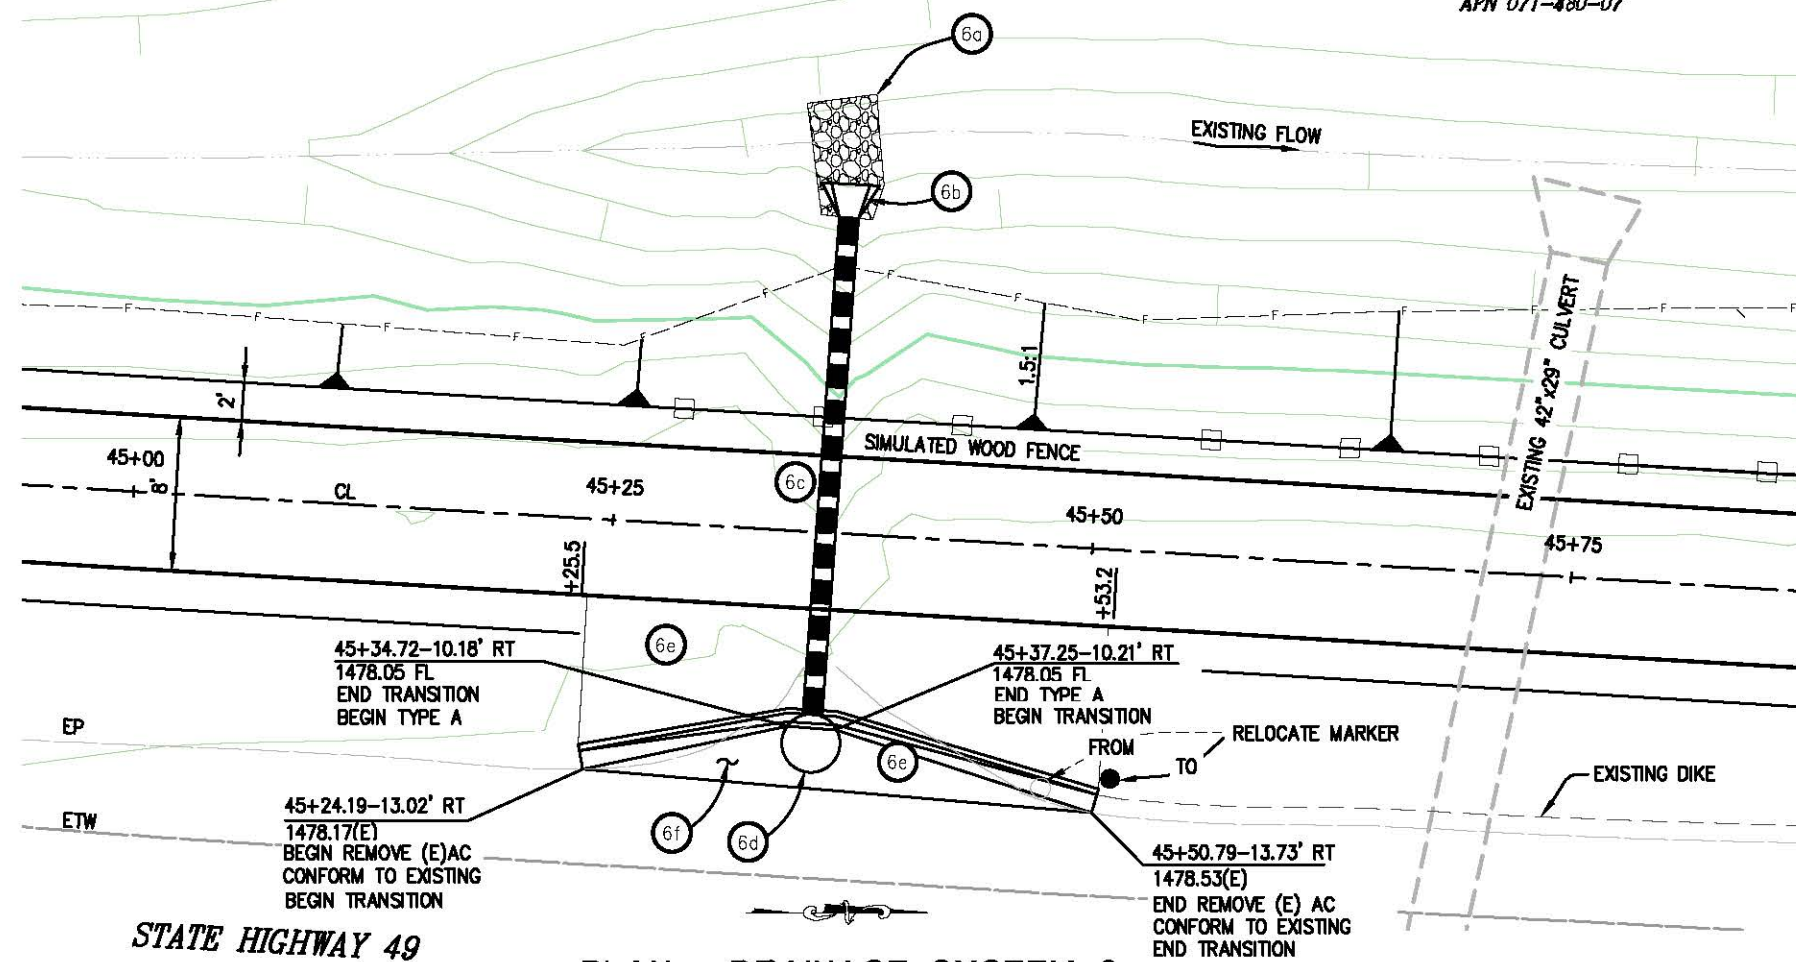 APN 071-480-07
6a
EXISTING FLOW
6b
F F F F F F F F F F F F F
EXISTING 42"x29" CULVERT
1.5:1
2'
SIMULATED WOOD FENCE
45+00
8'
CL
6c
45+25
45+50
45+75
+25.5
+53.2
6e
45+34.72-10.18' RT
1478.05 FL
END TRANSITION
BEGIN TYPE A
45+37.25-10.21' RT
1478.05 FL
END TYPE A
BEGIN TRANSITION
EP
FROM
TO
RELOCATE MARKER
6e
EXISTING DIKE
ETW
45+24.19-13.02' RT
1478.17(E)
BEGIN REMOVE (E)AC
CONFORM TO EXISTING
BEGIN TRANSITION
6f
6d
45+50.79-13.73' RT
1478.53(E)
END REMOVE (E) AC
CONFORM TO EXISTING
END TRANSITION
STATE HIGHWAY 49